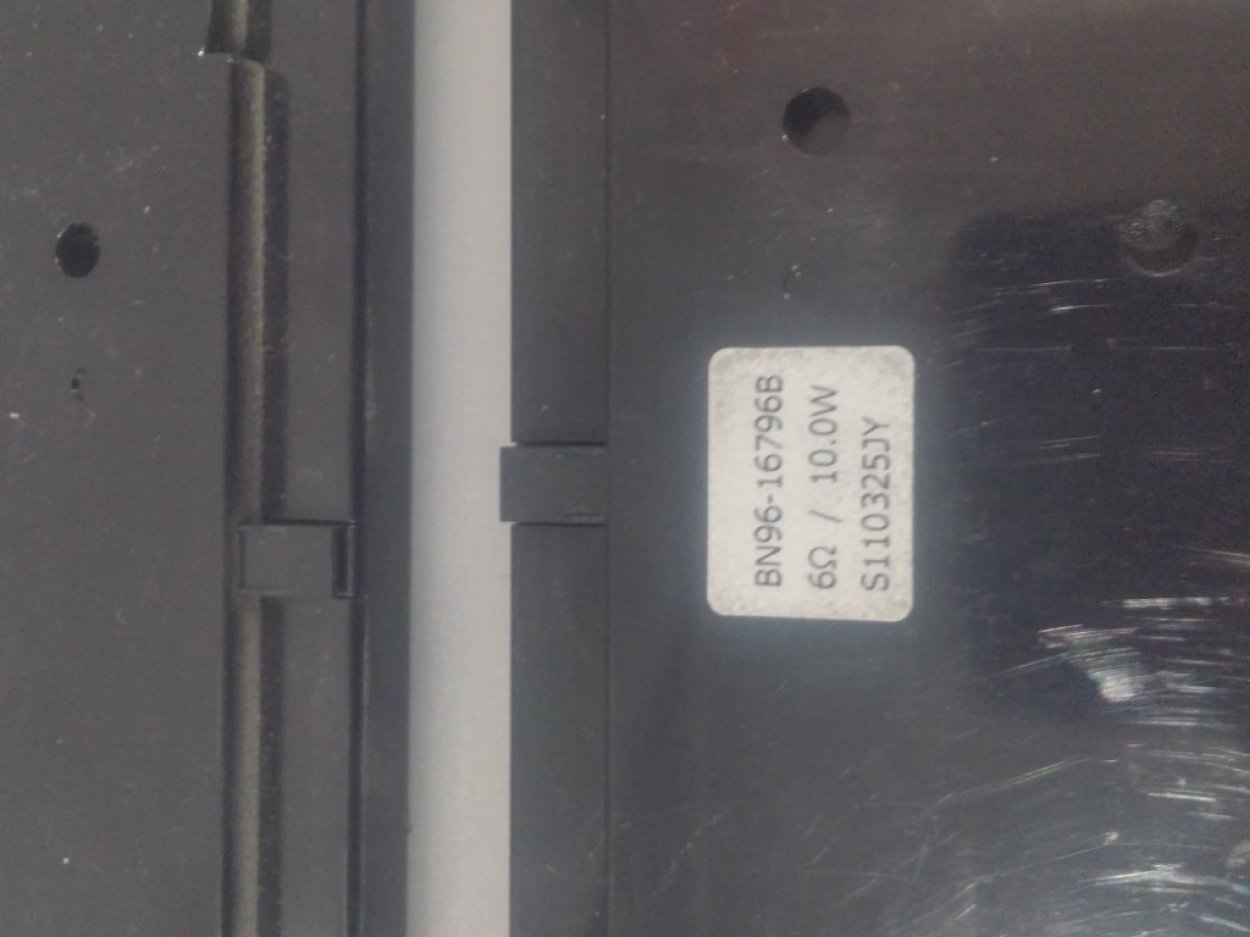 BN96-16796B
6Ω / 10.0W
S110325JY